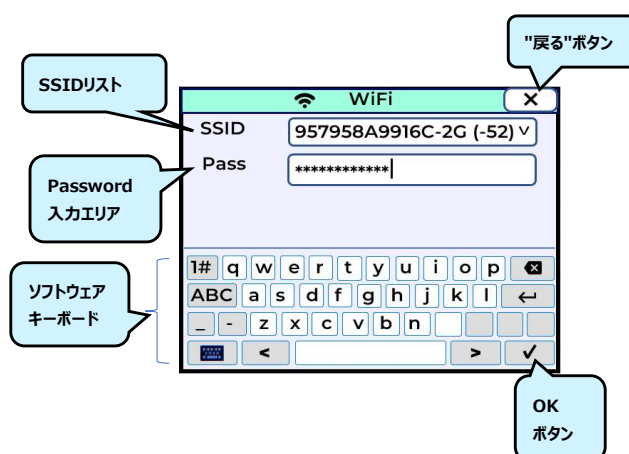 "戻る"ボタン
SSIDリスト
WiFi
×
SSID
957958A9916C-2G (-52) ∨
Pass
************
Password
入力エリア
1# q w e r t y u i o p
ABC a s d f g h j k l
_ - z x c v b n
< >
ソフトウェア
キーボード
OK
ボタン